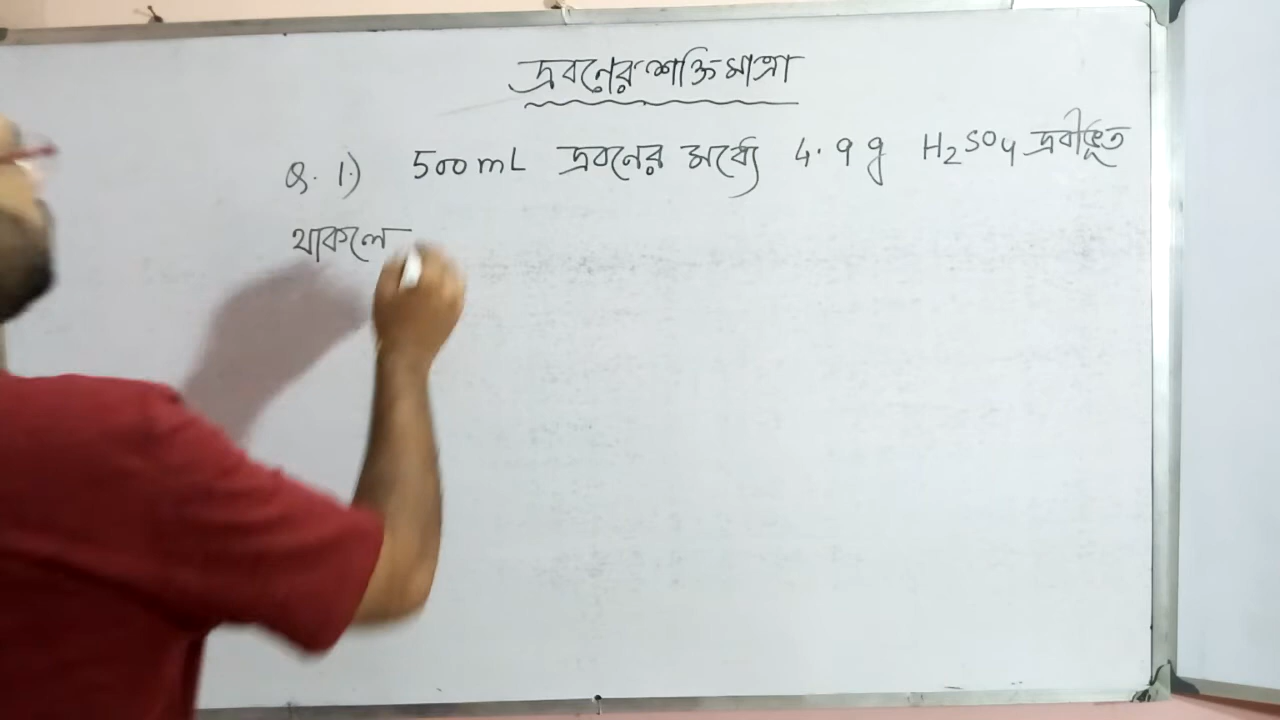 দ্রবনের শক্তিমাত্রা
Q. 1.) 500 mL দ্রবনের মধ্যে 4.9 g H₂SO₄ দ্রবীভূত
থাকলে